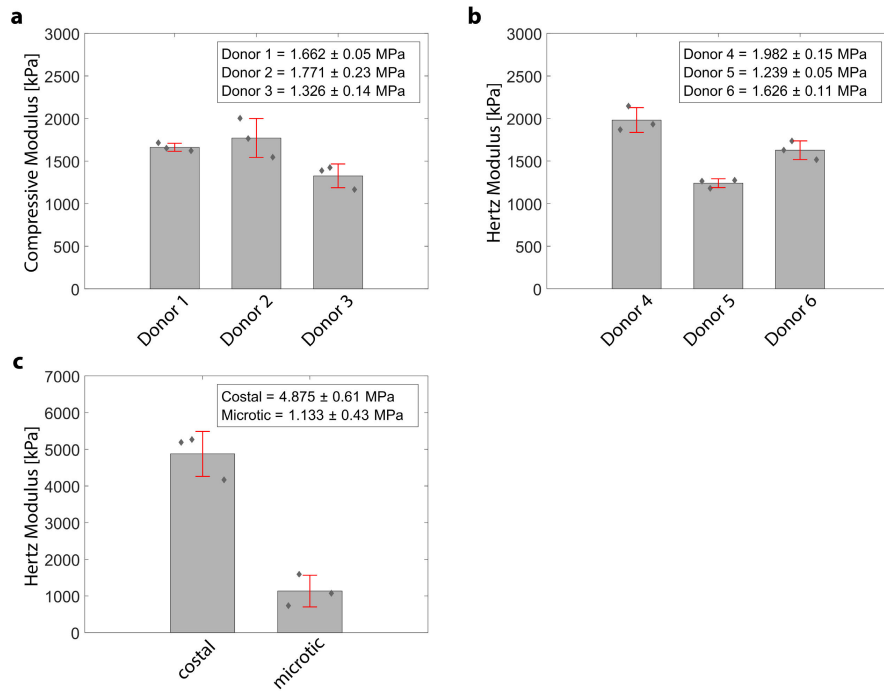 a
3000
2500
2000
1500
1000
500
0
Compressive Modulus [kPa]
Donor 1 = 1.662 ± 0.05 MPa
Donor 2 = 1.771 ± 0.23 MPa
Donor 3 = 1.326 ± 0.14 MPa
Donor 1
Donor 2
Donor 3
b
3000
2500
2000
1500
1000
500
0
Hertz Modulus [kPa]
Donor 4 = 1.982 ± 0.15 MPa
Donor 5 = 1.239 ± 0.05 MPa
Donor 6 = 1.626 ± 0.11 MPa
Donor 4
Donor 5
Donor 6
c
7000
6000
5000
4000
3000
2000
1000
0
Hertz Modulus [kPa]
Costal = 4.875 ± 0.61 MPa
Microtic = 1.133 ± 0.43 MPa
costal
microtic